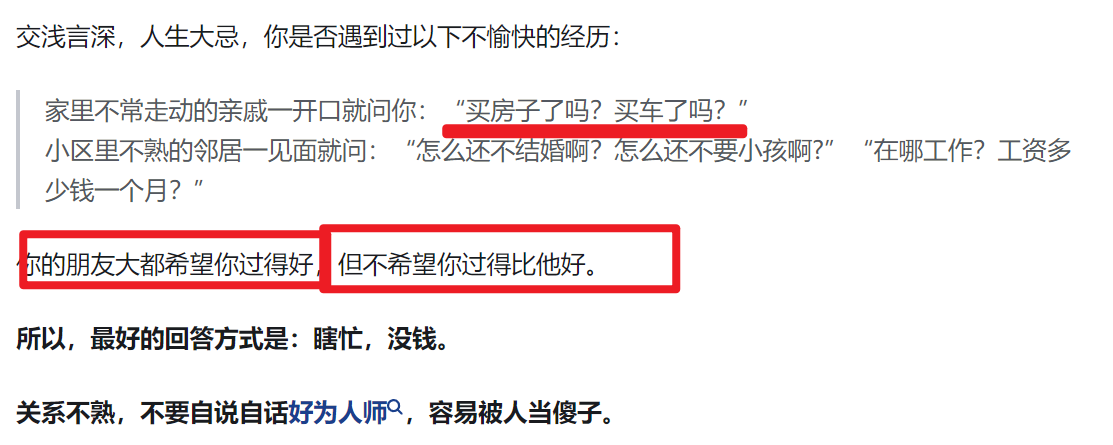 交浅言深，人生大忌，你是否遇到过以下不愉快的经历：
家里不常走动的亲戚一开口就问你：“买房子了吗？买车了吗？”
小区里不熟的邻居一见面就问：“怎么还不结婚啊？怎么还不要小孩啊?”“在哪工作？工资多
少钱一个月？”
你的朋友大都希望你过得好，但不希望你过得比他好。
所以，最好的回答方式是：瞎忙，没钱。
关系不熟，不要自说自话好为人师，容易被人当傻子。